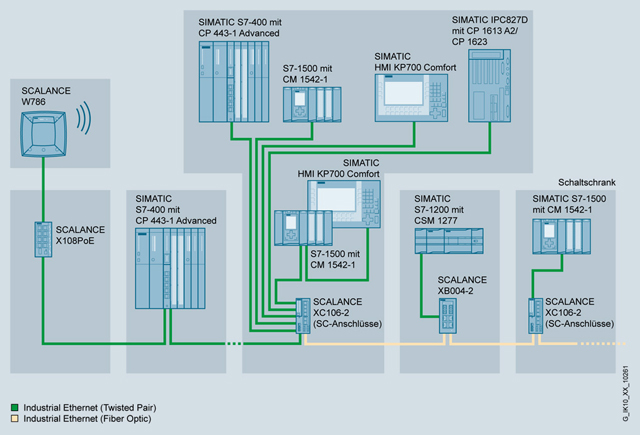 SIMATIC S7-400 mit
CP 443-1 Advanced
S7-1500 mit
CM 1542-1
SIMATIC
HMI KP700 Comfort
SIMATIC IPC827D
mit CP 1613 A2/
CP 1623
SCALANCE
W786
SIMATIC
HMI KP700 Comfort
Schaltschrank
SCALANCE
X108PoE
SIMATIC
S7-400 mit
CP 443-1 Advanced
S7-1500 mit
CM 1542-1
SIMATIC
S7-1200 mit
CSM 1277
SIMATIC S7-1500
mit CM 1542-1
SCALANCE
XC106-2
(SC-Anschlüsse)
SCALANCE
XB004-2
SCALANCE
XC106-2
(SC-Anschlüsse)
Industrial Ethernet (Twisted Pair)
Industrial Ethernet (Fiber Optic)
G_IK10_XX_10261